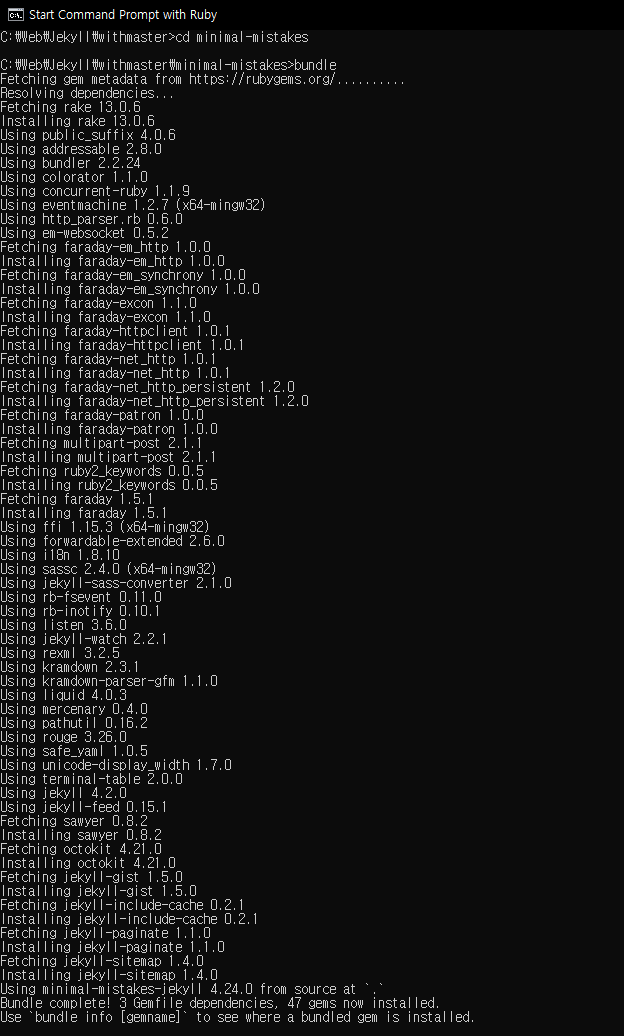 Start Command Prompt with Ruby
C:₩Web₩Jekyll₩withmaster>cd minimal-mistakes
C:₩Web₩Jekyll₩withmaster₩minimal-mistakes>bundle
Fetching gem metadata from https://rubygems.org/..........
Resolving dependencies...
Fetching rake 13.0.6
Installing rake 13.0.6
Using public_suffix 4.0.6
Using addressable 2.8.0
Using bundler 2.2.24
Using colorator 1.1.0
Using concurrent-ruby 1.1.9
Using eventmachine 1.2.7 (x64-mingw32)
Using http_parser.rb 0.6.0
Using em-websocket 0.5.2
Fetching faraday-em_http 1.0.0
Installing faraday-em_http 1.0.0
Fetching faraday-em_synchrony 1.0.0
Installing faraday-em_synchrony 1.0.0
Fetching faraday-excon 1.1.0
Installing faraday-excon 1.1.0
Fetching faraday-httpclient 1.0.1
Installing faraday-httpclient 1.0.1
Fetching faraday-net_http 1.0.1
Installing faraday-net_http 1.0.1
Fetching faraday-net_http_persistent 1.2.0
Installing faraday-net_http_persistent 1.2.0
Fetching faraday-patron 1.0.0
Installing faraday-patron 1.0.0
Fetching multipart-post 2.1.1
Installing multipart-post 2.1.1
Fetching ruby2_keywords 0.0.5
Installing ruby2_keywords 0.0.5
Fetching faraday 1.5.1
Installing faraday 1.5.1
Using ffi 1.15.3 (x64-mingw32)
Using forwardable-extended 2.6.0
Using i18n 1.8.10
Using sassc 2.4.0 (x64-mingw32)
Using jekyll-sass-converter 2.1.0
Using rb-fsevent 0.11.0
Using rb-inotify 0.10.1
Using listen 3.6.0
Using jekyll-watch 2.2.1
Using rexml 3.2.5
Using kramdown 2.3.1
Using kramdown-parser-gfm 1.1.0
Using liquid 4.0.3
Using mercenary 0.4.0
Using pathutil 0.16.2
Using rouge 3.26.0
Using safe_yaml 1.0.5
Using unicode-display_width 1.7.0
Using terminal-table 2.0.0
Using jekyll 4.2.0
Using jekyll-feed 0.15.1
Fetching sawyer 0.8.2
Installing sawyer 0.8.2
Fetching octokit 4.21.0
Installing octokit 4.21.0
Fetching jekyll-gist 1.5.0
Installing jekyll-gist 1.5.0
Fetching jekyll-include-cache 0.2.1
Installing jekyll-include-cache 0.2.1
Fetching jekyll-paginate 1.1.0
Installing jekyll-paginate 1.1.0
Fetching jekyll-sitemap 1.4.0
Installing jekyll-sitemap 1.4.0
Using minimal-mistakes-jekyll 4.24.0 from source at `.`
Bundle complete! 3 Gemfile dependencies, 47 gems now installed.
Use `bundle info [gemname]` to see where a bundled gem is installed.